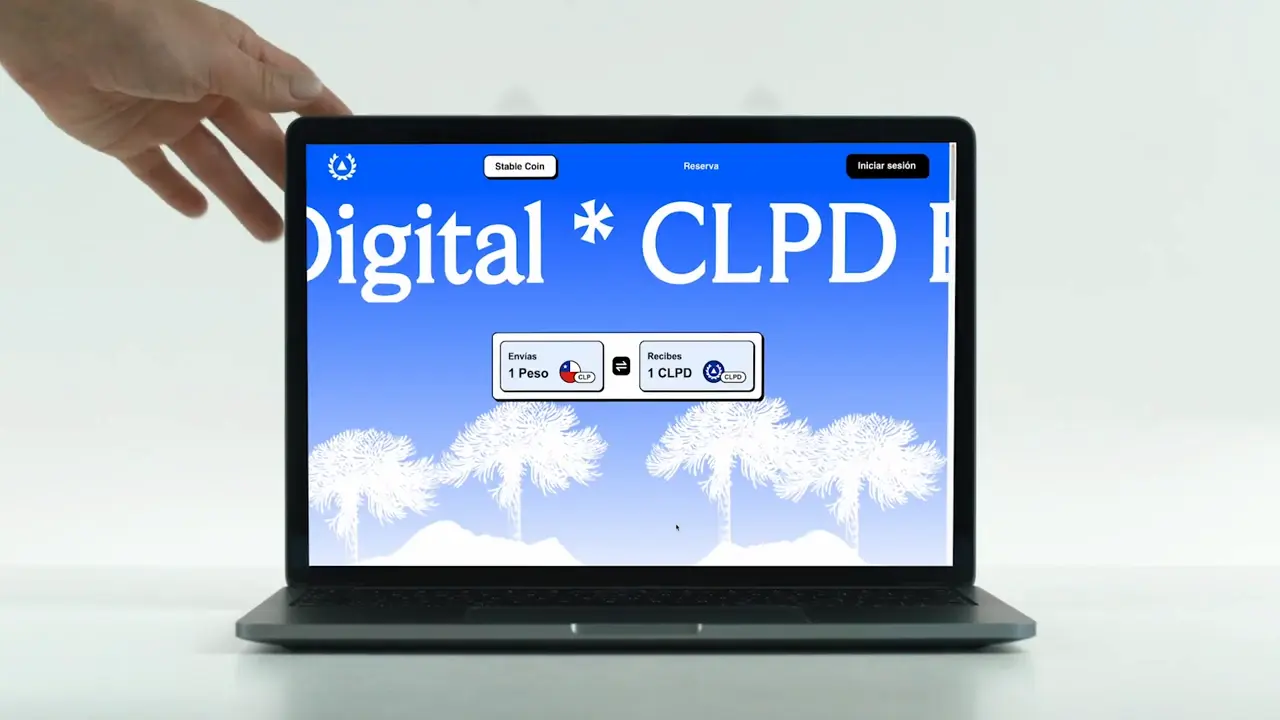 Stable Coin
Reserva
Iniciar sesión
Digital * CLPD
Envías
1 Peso
CLP
Recibes
1 CLPD
CLPD